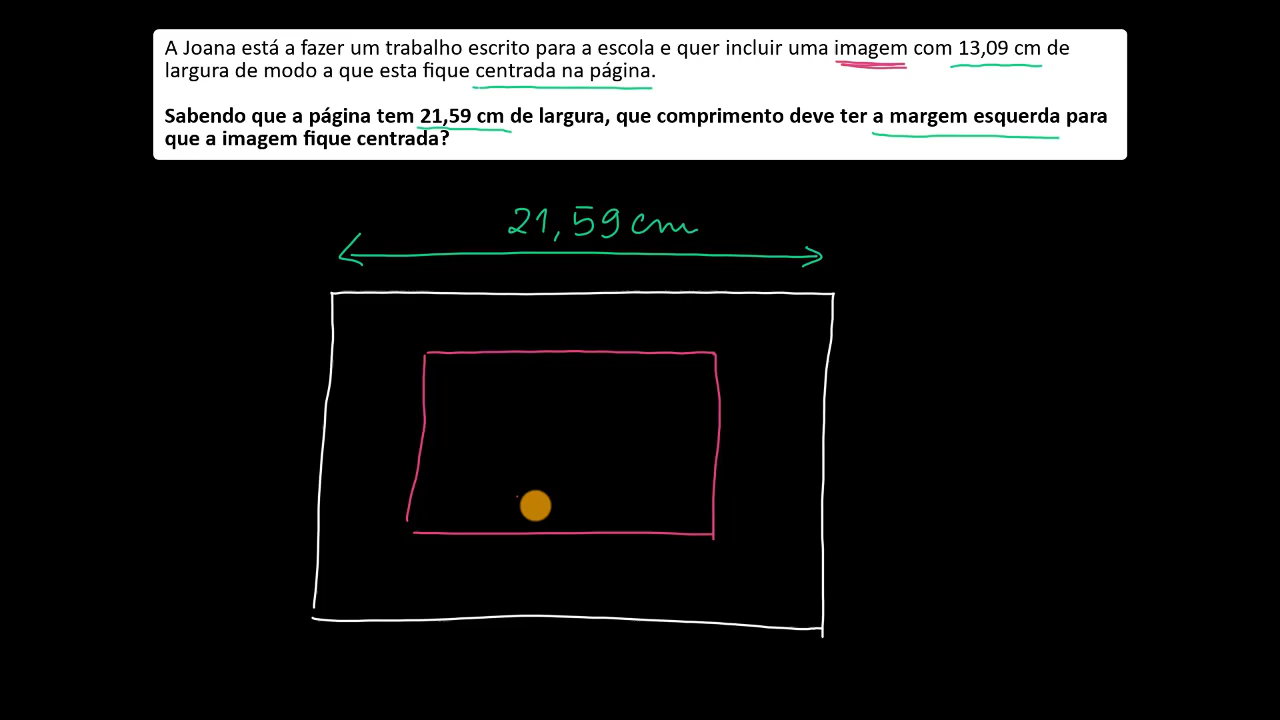 A Joana está a fazer um trabalho escrito para a escola e quer incluir uma imagem com 13,09 cm de
largura de modo a que esta fique centrada na página.
Sabendo que a página tem 21,59 cm de largura, que comprimento deve ter a margem esquerda para
que a imagem fique centrada?
21,59 cm